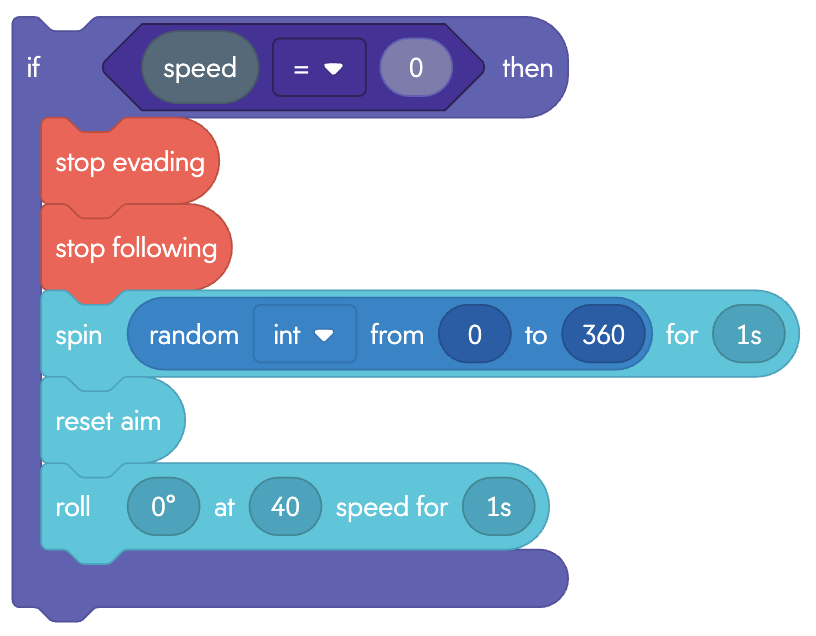 if speed = 0 then
stop evading
stop following
spin random int from 0 to 360 for 1s
reset aim
roll 0° at 40 speed for 1s